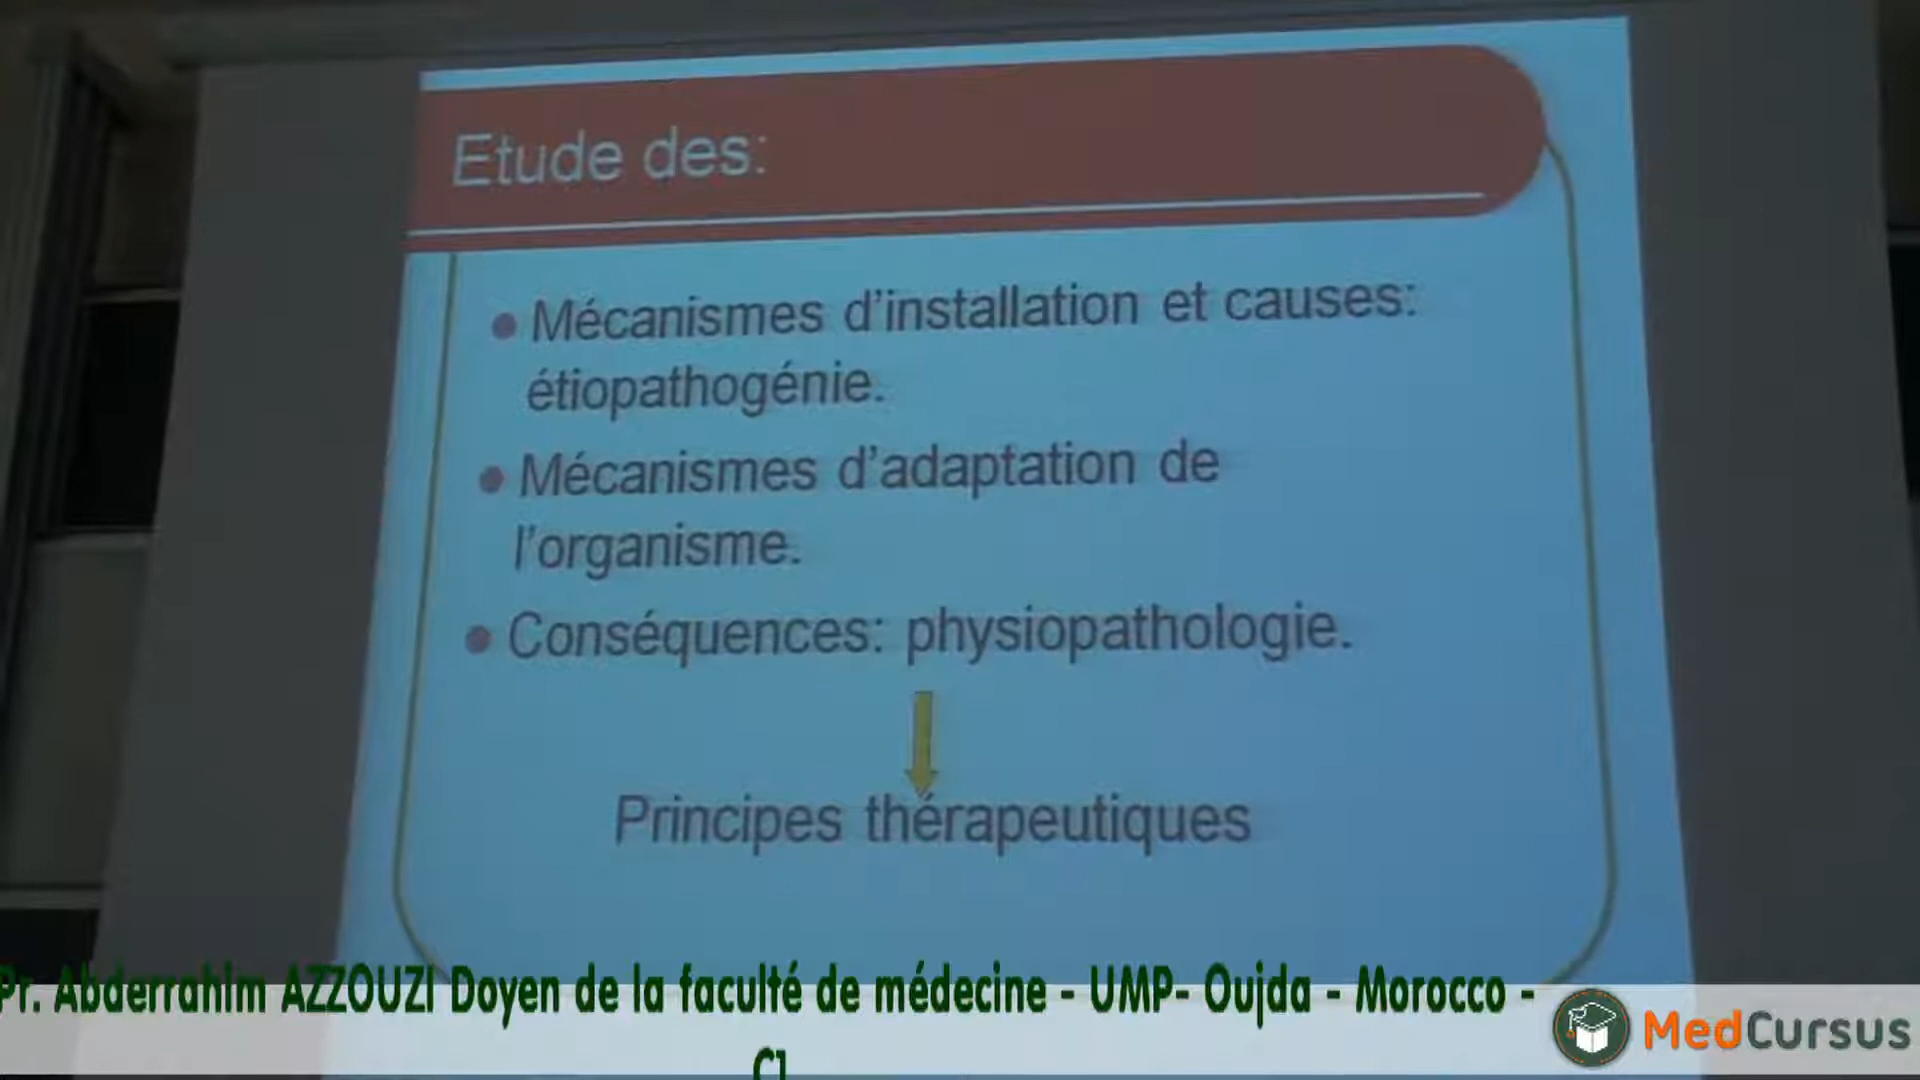 Etude des:
Mécanismes d'installation et causes:
étiopathogénie.
Mécanismes d'adaptation de
l'organisme.
Conséquences: physiopathologie.
Principes thérapeutiques
Pr. Abderrahim AZZOUZI Doyen de la faculté de médecine - UMP- Oujda - Morocco -
MedCursus